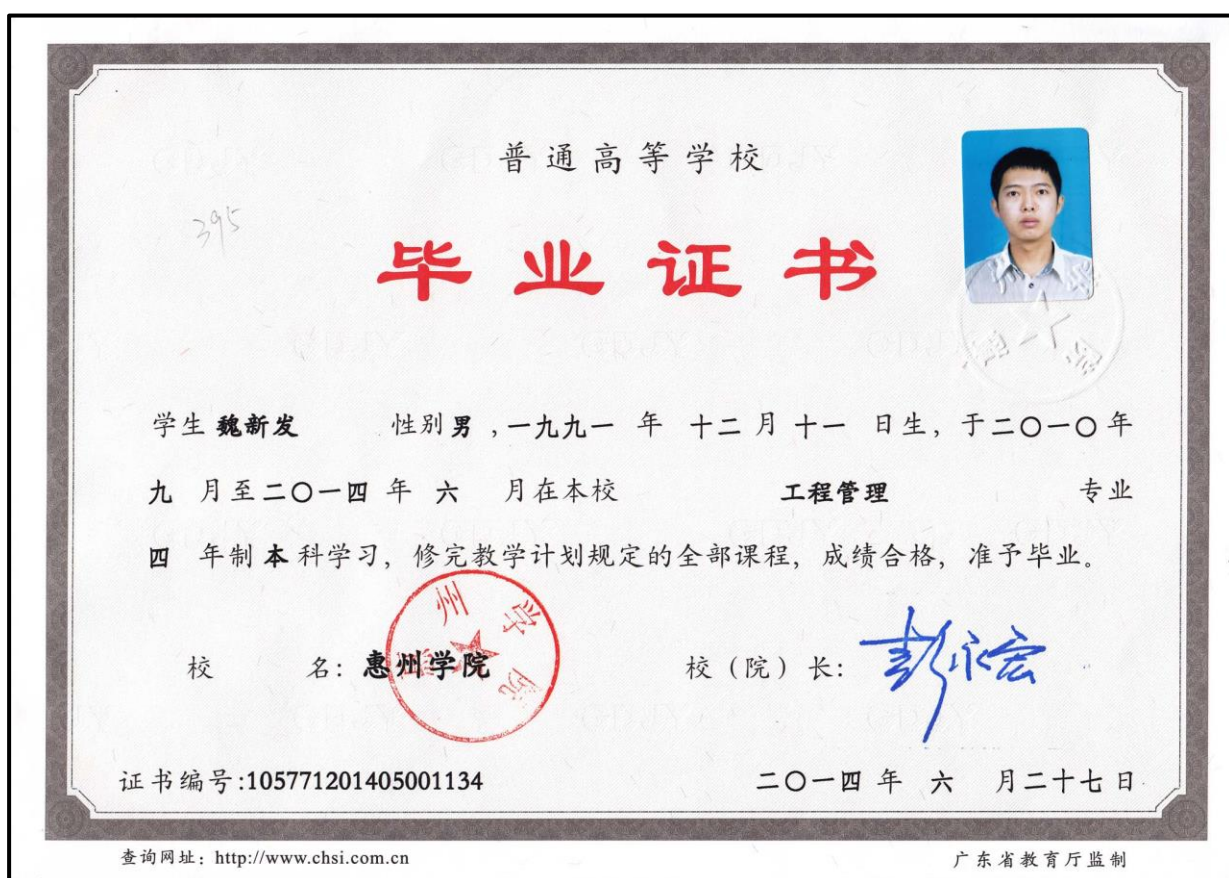 普通高等学校
395
毕业证书
学生 魏新发 性别 男 ,一九九一 年 十二 月 十一 日生, 于二〇一〇年
九 月至二〇一四 年 六 月在本校 工程管理 专业
四 年制 本 科学习, 修完教学计划规定的全部课程, 成绩合格, 准予毕业。
校 名: 惠州学院
州学院
校 (院) 长: 彭永宏
证书编号:105771201405001134
二〇一四 年 六 月二十七 日
查询网址: http://www.chsi.com.cn
广东省教育厅监制